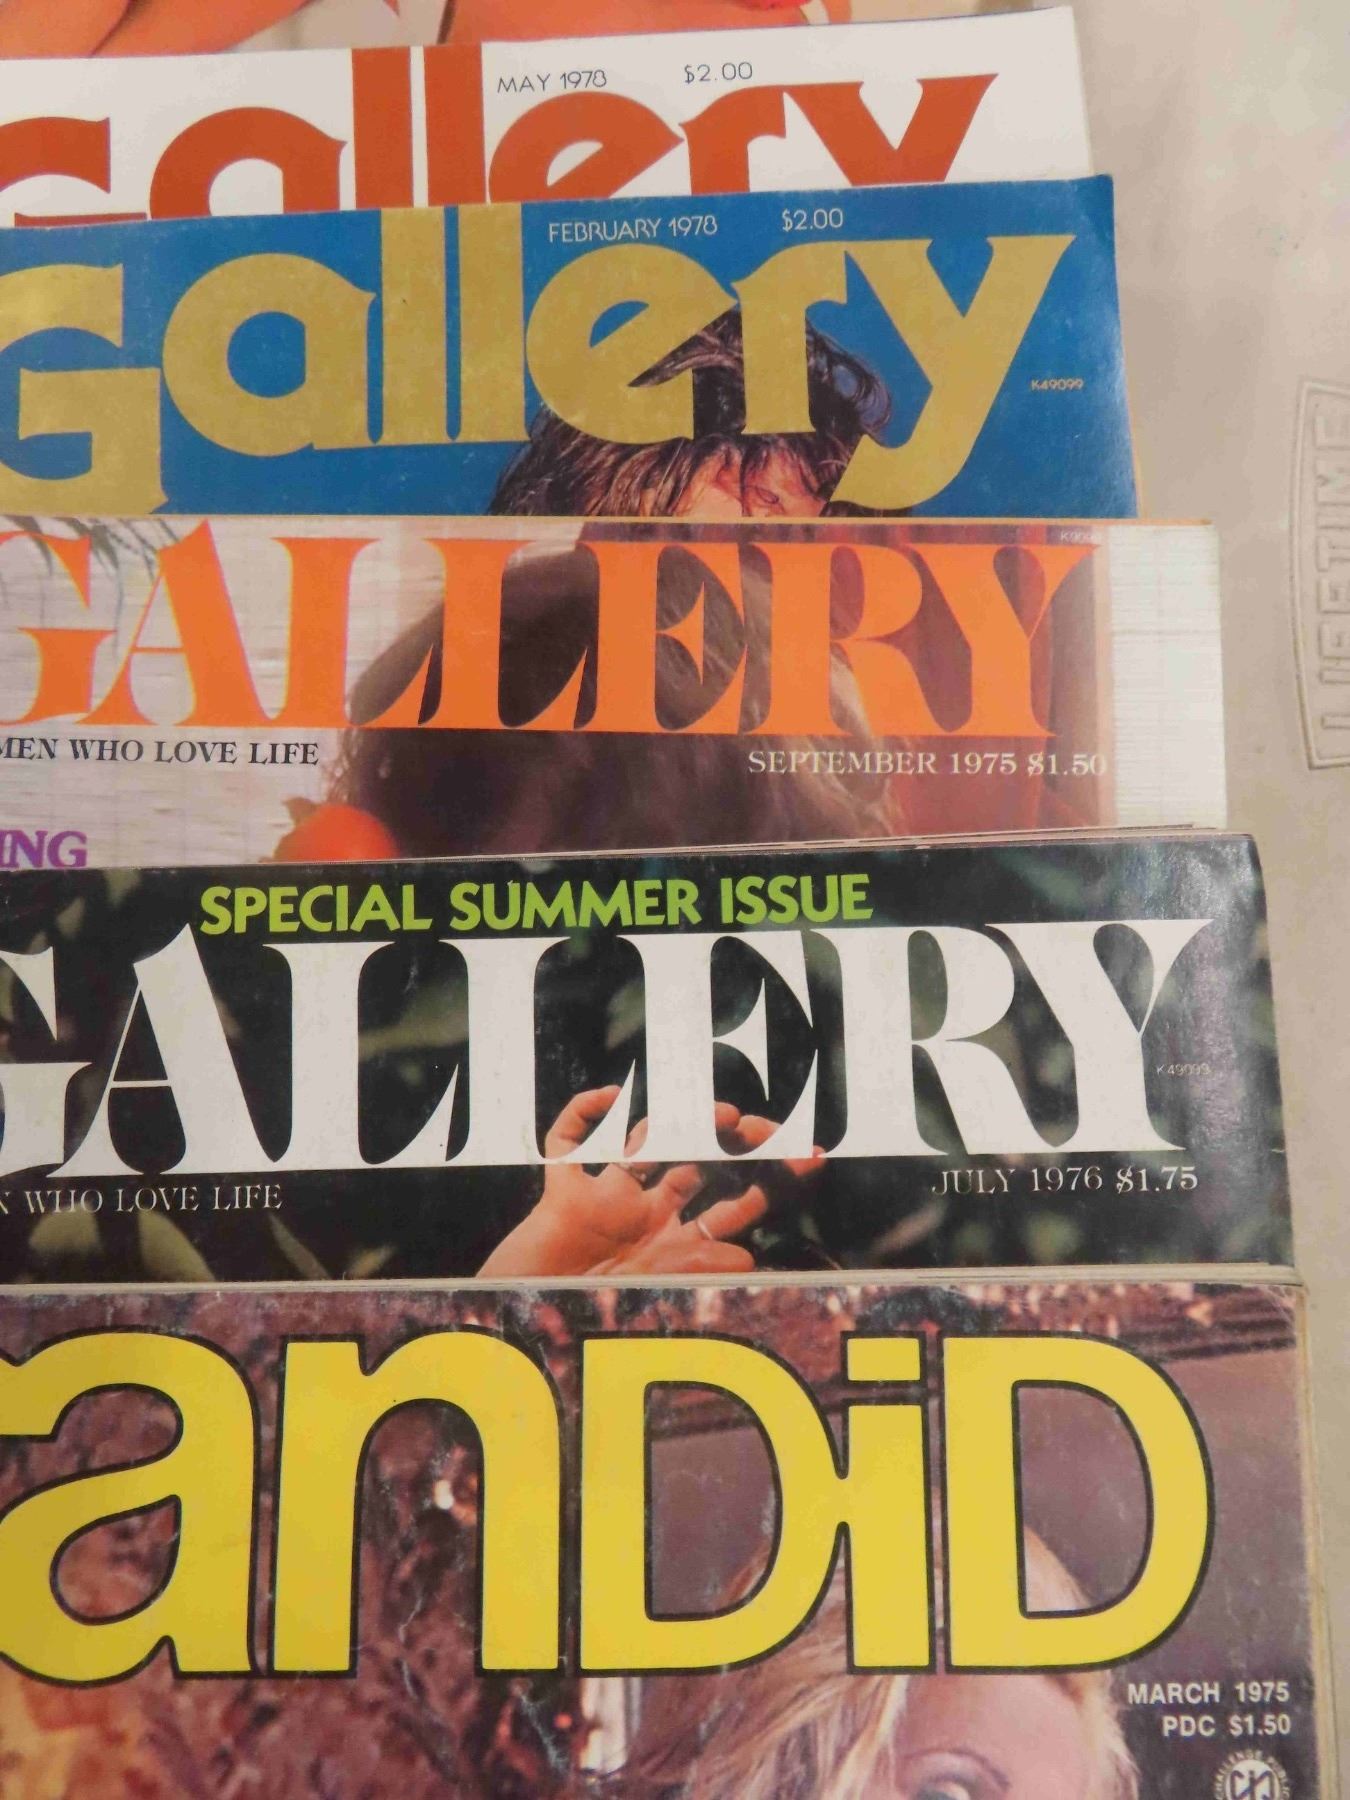 MAY 1978 $2.00
Gallery
FEBRUARY 1978 $2.00
Gallery
K49099
GALLERY
MEN WHO LOVE LIFE
SEPTEMBER 1975 $1.50
ING
SPECIAL SUMMER ISSUE
GALLERY
K49099
N WHO LOVE LIFE
JULY 1976 $1.75
anDiD
MARCH 1975
PDC $1.50
LIFETIME